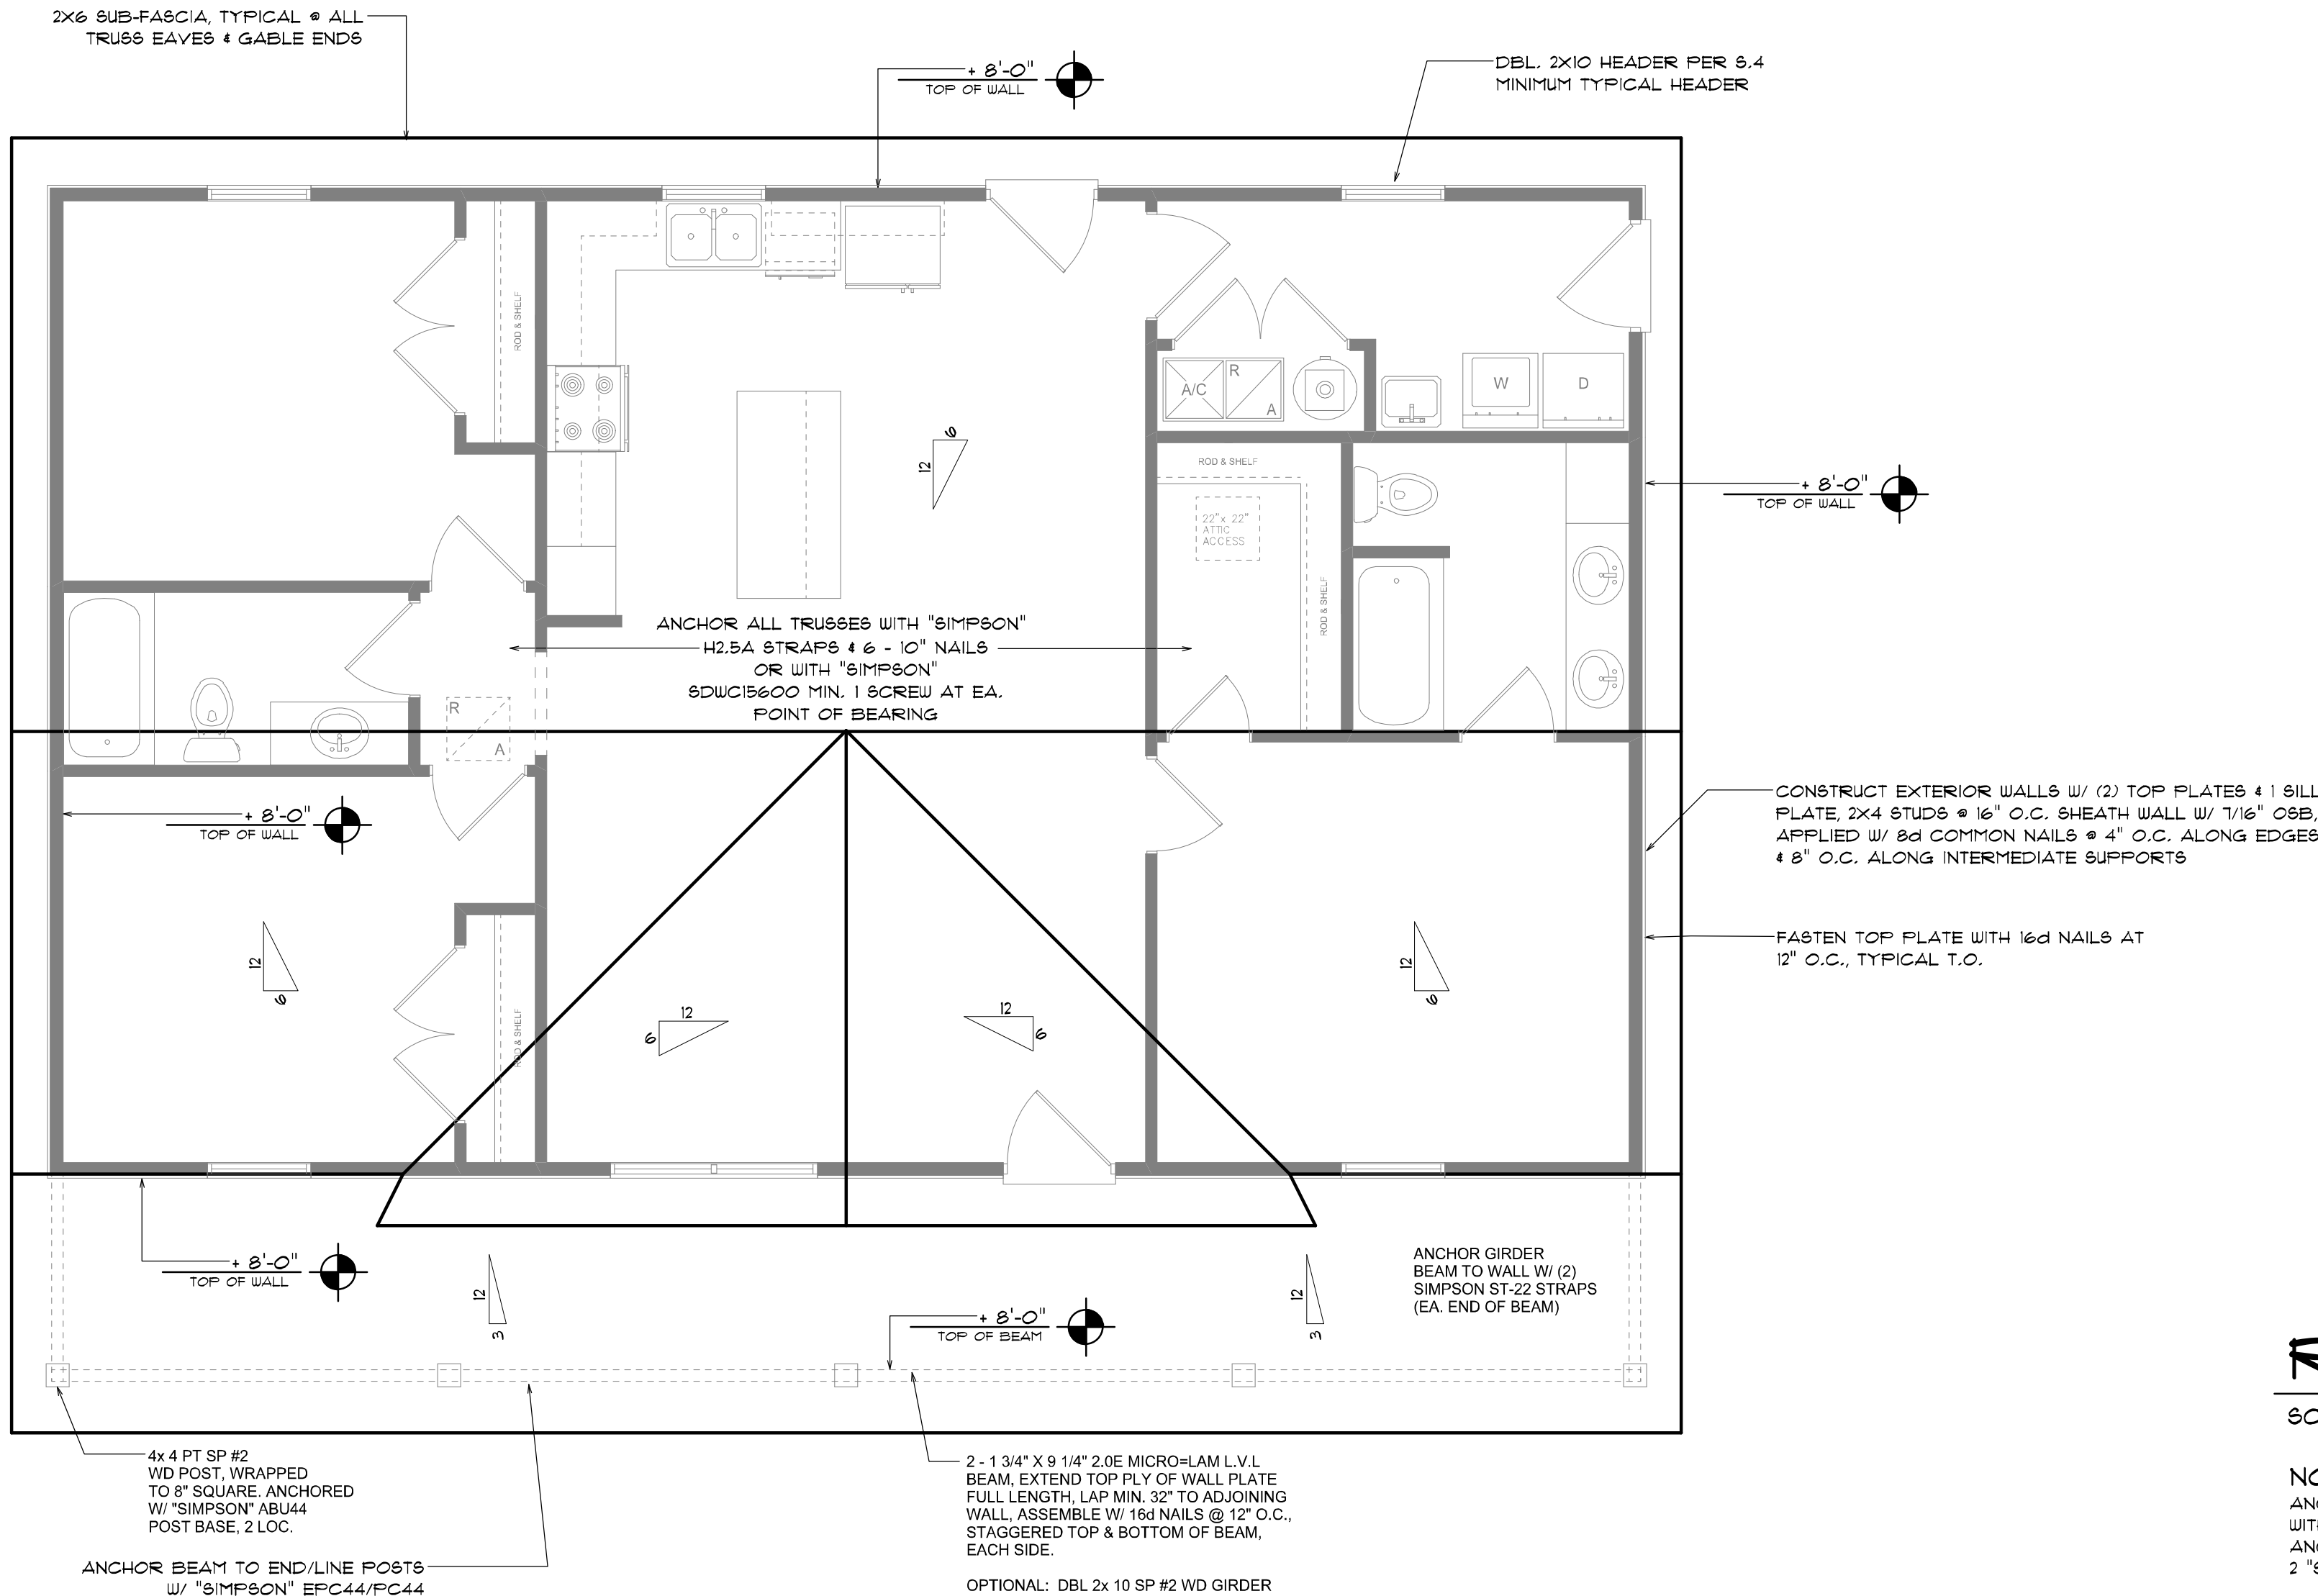 2X6 SUB-FASCIA, TYPICAL @ ALL
TRUSS EAVES & GABLE ENDS
+ 8'-0"
TOP OF WALL
DBL. 2X10 HEADER PER S.4
MINIMUM TYPICAL HEADER
ROD & SHELF
A/C
R
A
W
D
6
12
ROD & SHELF
22"x 22"
ATTIC
ACCESS
ROD & SHELF
+ 8'-0"
TOP OF WALL
ANCHOR ALL TRUSSES WITH "SIMPSON"
H2.5A STRAPS & 6 - 10" NAILS
OR WITH "SIMPSON"
SDWC15600 MIN. 1 SCREW AT EA.
POINT OF BEARING
R
A
+ 8'-0"
TOP OF WALL
CONSTRUCT EXTERIOR WALLS W/ (2) TOP PLATES & 1 SILL
PLATE, 2X4 STUDS @ 16" O.C. SHEATH WALL W/ 7/16" OSB,
APPLIED W/ 8d COMMON NAILS @ 4" O.C. ALONG EDGES
& 8" O.C. ALONG INTERMEDIATE SUPPORTS
FASTEN TOP PLATE WITH 16d NAILS AT
12" O.C., TYPICAL T.O.
12
6
12
6
12
6
12
6
ROD & SHELF
+ 8'-0"
TOP OF WALL
12
3
+ 8'-0"
TOP OF BEAM
12
3
ANCHOR GIRDER
BEAM TO WALL W/ (2)
SIMPSON ST-22 STRAPS
(EA. END OF BEAM)
4x 4 PT SP #2
WD POST, WRAPPED
TO 8" SQUARE. ANCHORED
W/ "SIMPSON" ABU44
POST BASE, 2 LOC.
ANCHOR BEAM TO END/LINE POSTS
W/ "SIMPSON" EPC44/PC44
2 - 1 3/4" X 9 1/4" 2.0E MICRO=LAM L.V.L
BEAM, EXTEND TOP PLY OF WALL PLATE
FULL LENGTH, LAP MIN. 32" TO ADJOINING
WALL, ASSEMBLE W/ 16d NAILS @ 12" O.C.,
STAGGERED TOP & BOTTOM OF BEAM,
EACH SIDE.
OPTIONAL: DBL 2x 10 SP #2 WD GIRDER